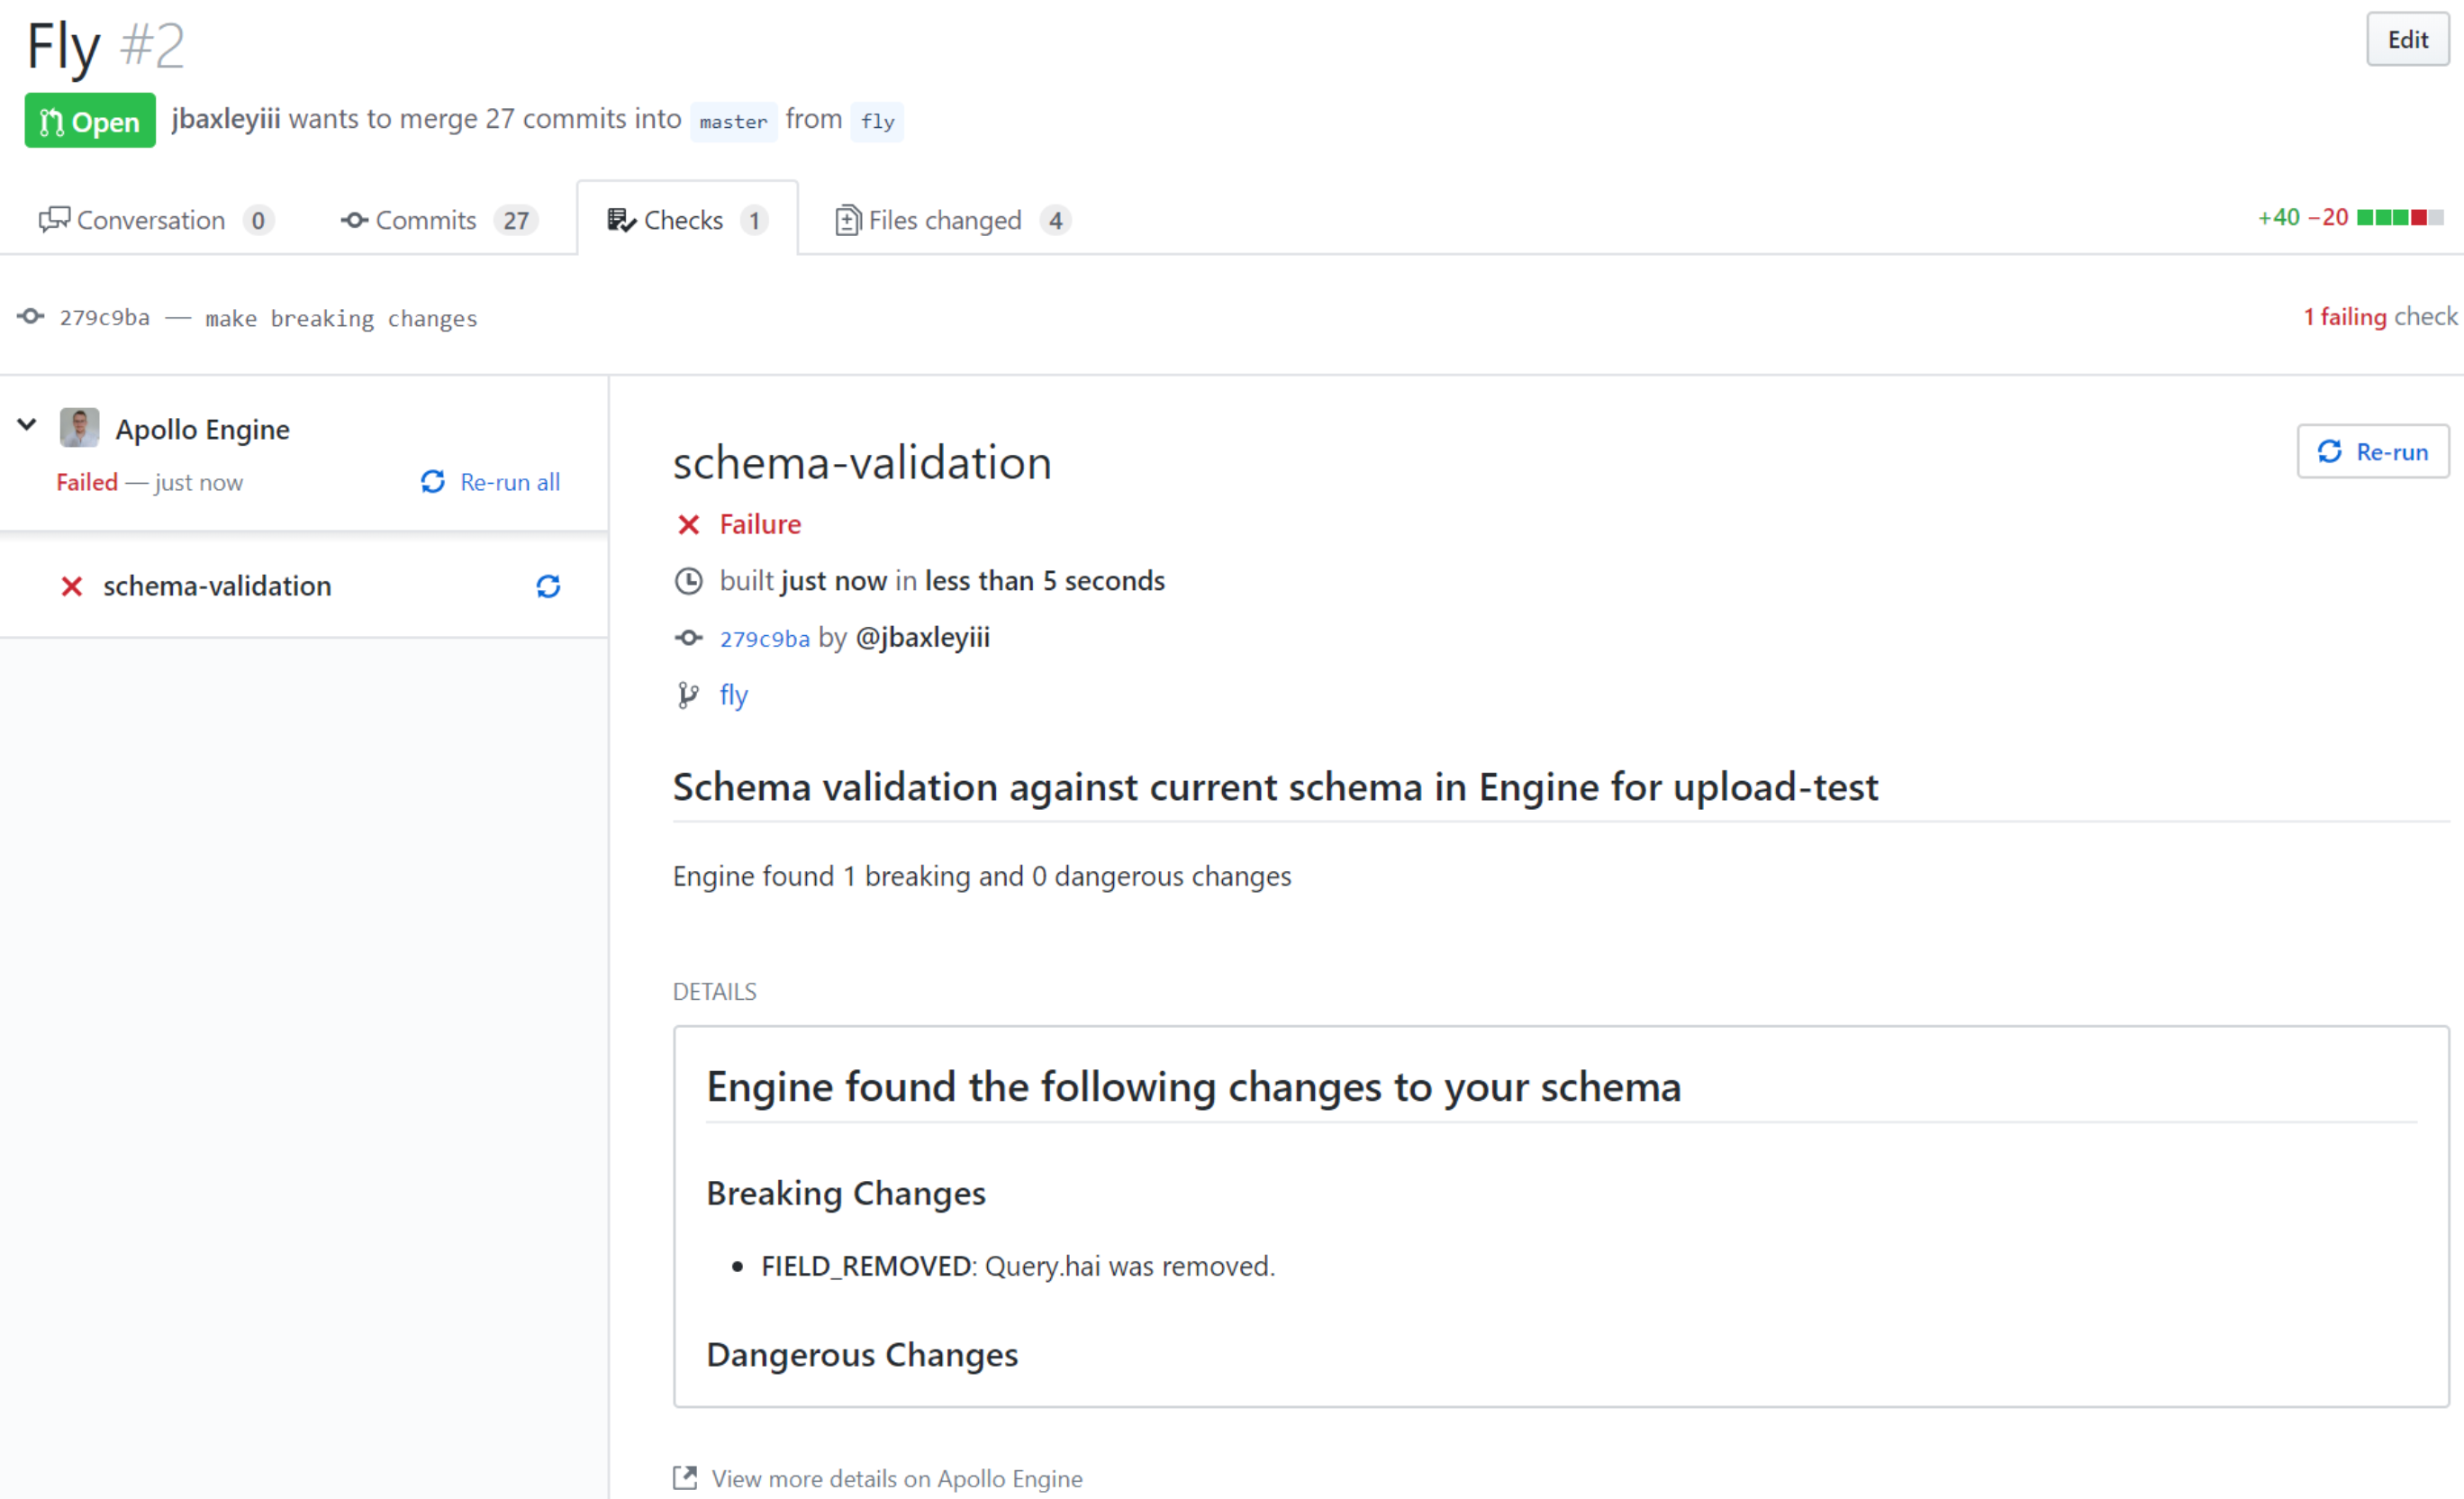 Fly #2
Edit
Open jbaxleyiii wants to merge 27 commits into master from fly
Conversation 0 Commits 27 Checks 1 Files changed 4 +40 −20
279c9ba — make breaking changes 1 failing check
Apollo Engine
Failed — just now Re-run all
schema-validation
schema-validation
Re-run
Failure
built just now in less than 5 seconds
279c9ba by @jbaxleyiii
fly
Schema validation against current schema in Engine for upload-test
Engine found 1 breaking and 0 dangerous changes
DETAILS
Engine found the following changes to your schema
Breaking Changes
• FIELD_REMOVED: Query.hai was removed.
Dangerous Changes
View more details on Apollo Engine